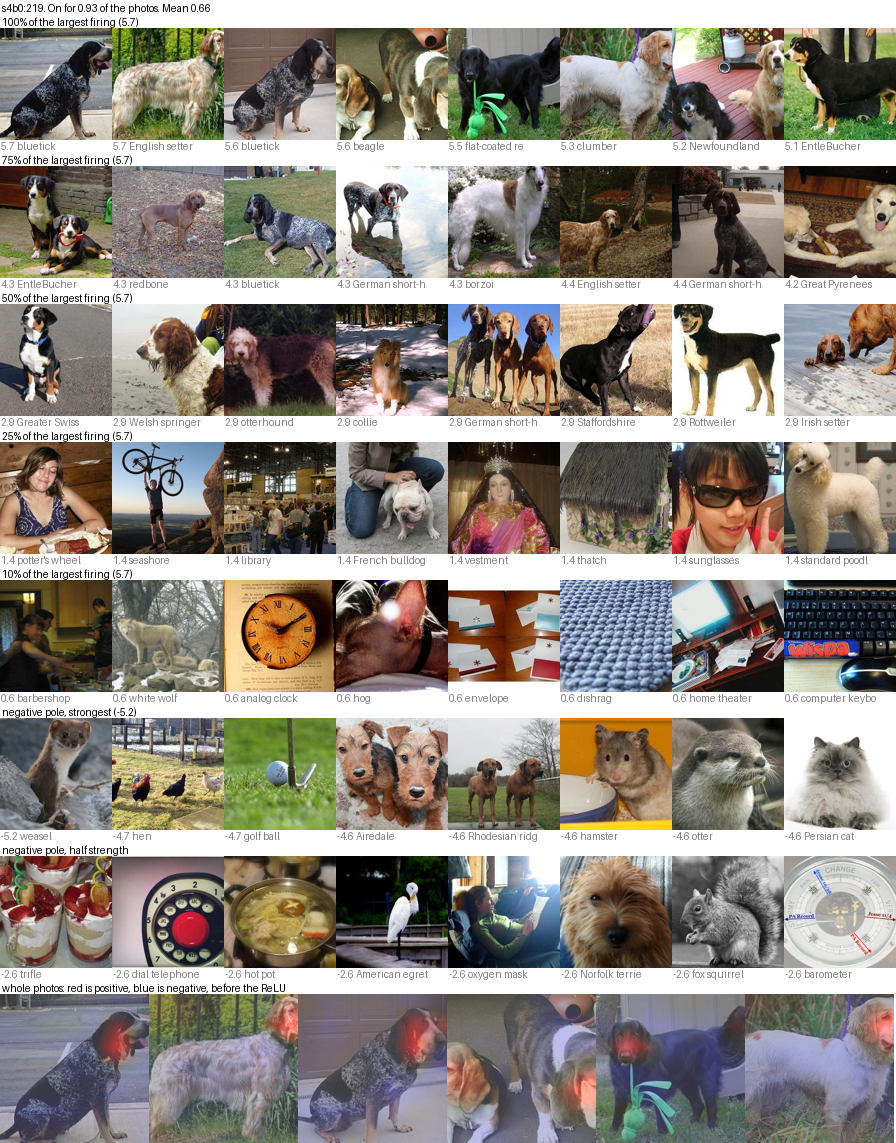 s4b0:219. On for 0.93 of the photos. Mean 0.66
100% of the largest firing (5.7)
5.7 bluetick 5.7 English setter 5.6 bluetick 5.6 beagle 5.5 flat-coated re 5.3 clumber 5.2 Newfoundland 5.1 EntleBucher
75% of the largest firing (5.7)
4.3 EntleBucher 4.3 redbone 4.3 bluetick 4.3 German short-h 4.3 borzoi 4.4 English setter 4.4 German short-h 4.2 Great Pyrenees
50% of the largest firing (5.7)
2.9 Greater Swiss 2.9 Welsh springer 2.9 otterhound 2.9 collie 2.9 German short-h 2.9 Staffordshire 2.9 Rottweiler 2.9 Irish setter
25% of the largest firing (5.7)
1.4 potter's wheel 1.4 seashore 1.4 library 1.4 French bulldog 1.4 vestment 1.4 thatch 1.4 sunglasses 1.4 standard poodl
10% of the largest firing (5.7)
WISDA
0.6 barbershop 0.6 white wolf 0.6 analog clock 0.6 hog 0.6 envelope 0.6 dishrag 0.6 home theater 0.6 computer keybo
negative pole, strongest (-5.2)
-5.2 weasel -4.7 hen -4.7 golf ball -4.6 Airedale -4.6 Rhodesian ridg -4.6 hamster -4.6 otter -4.6 Persian cat
negative pole, half strength
CHANGE
-2.6 trifle -2.6 dial telephone -2.6 hot pot -2.6 American egret -2.6 oxygen mask -2.6 Norfolk terrie -2.6 fox squirrel -2.6 barometer
whole photos: red is positive, blue is negative, before the ReLU